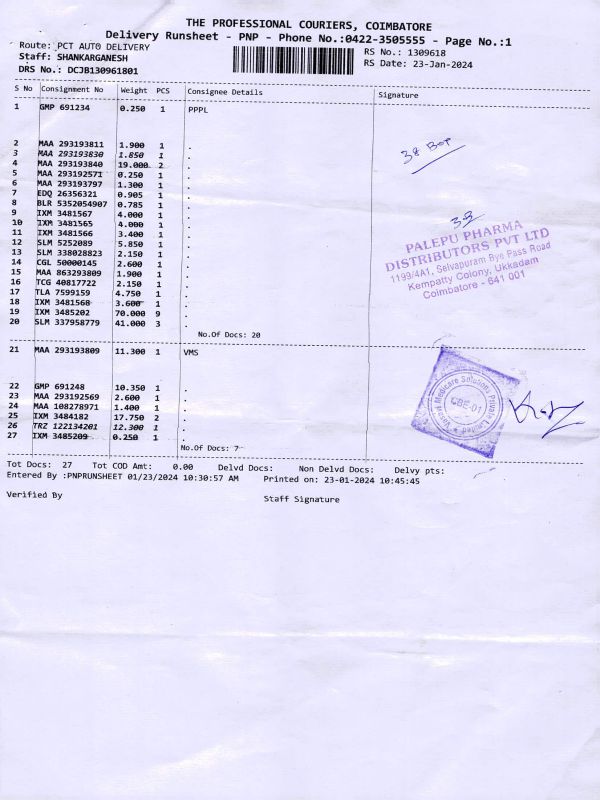 THE PROFESSIONAL COURIERS, COIMBATORE
Delivery Runsheet - PNP - Phone No.:0422-3505555 - Page No.:1
Route: PCT AUTO DELIVERY
RS No.: 1309618
Staff: SHANKARGANESH
RS Date: 23-Jan-2024
DRS No.: DCJB130961801
S No Consignment No Weight PCS Consignee Details Signature
1 GMP 691234 0.250 1 PPPL
2 MAA 293193811 1.900 1 .
3 MAA 293193830 1.850 1 .
4 MAA 293193840 19.000 2 .
5 MAA 293192571 0.250 1 .
6 MAA 293193797 1.300 1 .
7 EDQ 26356321 0.905 1 .
8 BLR 5352054907 0.785 1 .
9 IXM 3481567 4.000 1 .
10 IXM 3481565 4.000 1 .
11 IXM 3481566 3.400 1 .
12 SLM 5252089 5.850 1 .
13 SLM 338028823 2.150 1 .
14 CGL 50000145 2.600 1 .
15 MAA 863293809 1.900 1 .
16 TCG 40817722 2.150 1 .
17 TLA 7599159 4.750 1 .
18 IXM 3481568 3.600 1 .
19 IXM 3485202 70.000 9 .
20 SLM 337958779 41.000 3 .
No.Of Docs: 20
38
PALEPU PHARMA
DISTRIBUTORS PVT LTD
1199/4A1, Selvapuram Bye Pass Road
Kempatty Colony, Ukkadam
Coimbatore - 641 001
21 MAA 293193809 11.300 1 VMS
22 GMP 691248 10.350 1 .
23 MAA 293192569 2.600 1 .
24 MAA 108278971 1.400 1 .
25 IXM 3484182 17.750 2 .
26 TRZ 122134201 12.300 1 .
27 IXM 3485209 0.250 1 .
No.Of Docs: 7
Medicare Solution Private Limited
CBE-01
Tot Docs: 27 Tot COD Amt: 0.00 Delvd Docs: Non Delvd Docs: Delvy pts:
Entered By :PNPRUNSHEET 01/23/2024 10:30:57 AM Printed on: 23-01-2024 10:45:45
Verified By Staff Signature